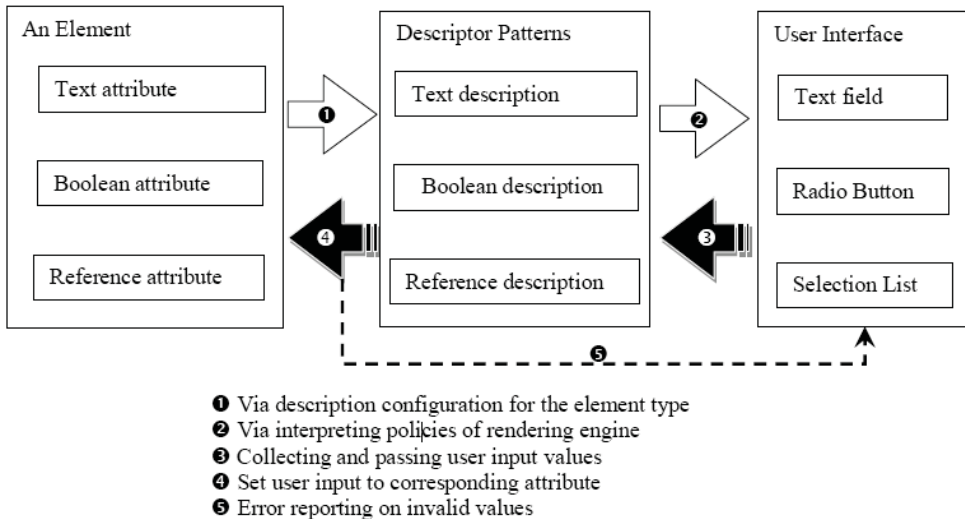 An Element
Text attribute
Boolean attribute
Reference attribute
❶
❹
Descriptor Patterns
Text description
Boolean description
Reference description
❷
❸
User Interface
Text field
Radio Button
Selection List
❺
❶ Via description configuration for the element type
❷ Via interpreting policies of rendering engine
❸ Collecting and passing user input values
❹ Set user input to corresponding attribute
❺ Error reporting on invalid values